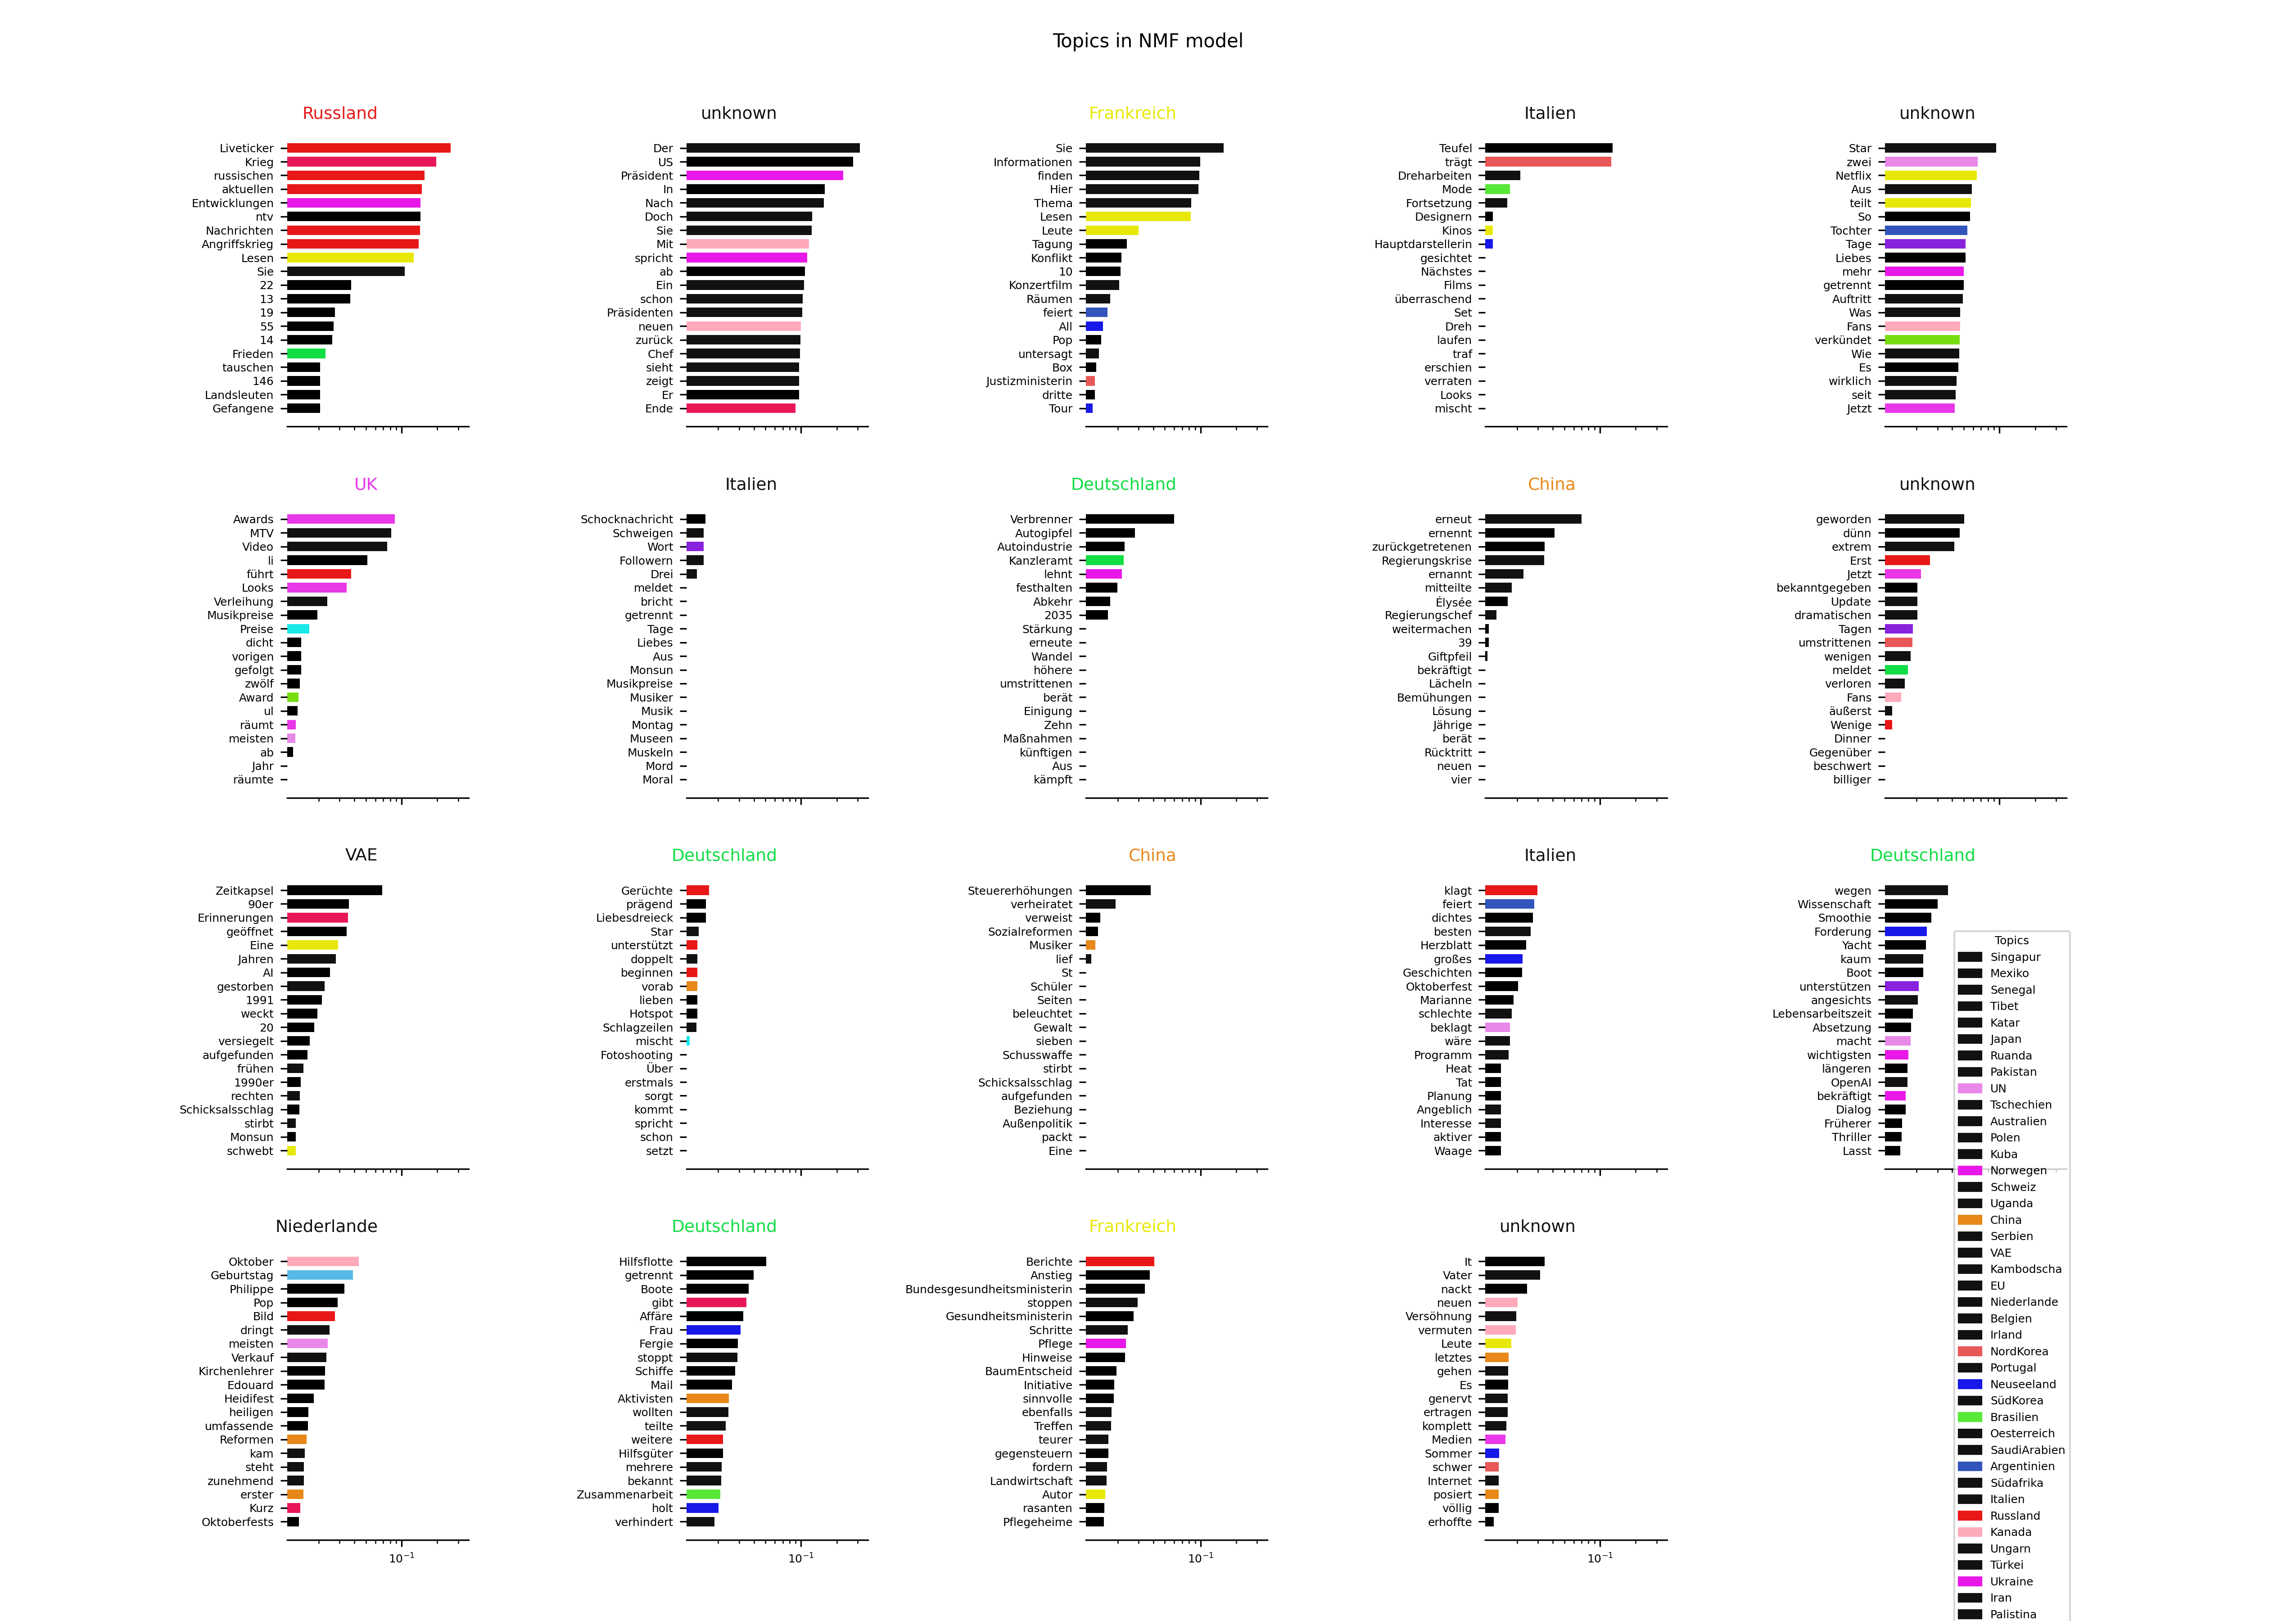 Topics in NMF model
Russland
Liveticker
Krieg
russischen
aktuellen
Entwicklungen
ntv
Nachrichten
Angriffskrieg
Lesen
Sie
22
13
19
55
14
Frieden
tauschen
146
Landsleuten
Gefangene
unknown
Der
US
Präsident
In
Nach
Doch
Sie
Mit
spricht
ab
Ein
schon
Präsidenten
neuen
zurück
Chef
sieht
zeigt
Er
Ende
Frankreich
Sie
Informationen
finden
Hier
Thema
Lesen
Leute
Tagung
Konflikt
10
Konzertfilm
Räumen
feiert
All
Pop
untersagt
Box
Justizministerin
dritte
Tour
Italien
Teufel
trägt
Dreharbeiten
Mode
Fortsetzung
Designern
Kinos
Hauptdarstellerin
gesichtet
Nächstes
Films
überraschend
Set
Dreh
laufen
traf
erschien
verraten
Looks
mischt
unknown
Star
zwei
Netflix
Aus
teilt
So
Tochter
Tage
Liebes
mehr
getrennt
Auftritt
Was
Fans
verkündet
Wie
Es
wirklich
seit
Jetzt
UK
Awards
MTV
Video
li
führt
Looks
Verleihung
Musikpreise
Preise
dicht
vorigen
gefolgt
zwölf
Award
ul
räumt
meisten
ab
Jahr
räumte
Italien
Schocknachricht
Schweigen
Wort
Followern
Drei
meldet
bricht
getrennt
Tage
Liebes
Aus
Monsun
Musikpreise
Musiker
Musik
Montag
Museen
Muskeln
Mord
Moral
Deutschland
Verbrenner
Autogipfel
Autoindustrie
Kanzleramt
lehnt
festhalten
Abkehr
2035
Stärkung
erneute
Wandel
höhere
umstrittenen
berät
Einigung
Zehn
Maßnahmen
künftigen
Aus
kämpft
China
erneut
ernennt
zurückgetretenen
Regierungskrise
ernannt
mitteilte
Élysée
Regierungschef
weitermachen
39
Giftpfeil
bekräftigt
Lächeln
Bemühungen
Lösung
Jährige
berät
Rücktritt
neuen
vier
unknown
geworden
dünn
extrem
Erst
Jetzt
bekanntgegeben
Update
dramatischen
Tagen
umstrittenen
wenigen
meldet
verloren
Fans
äußerst
Wenige
Dinner
Gegenüber
beschwert
billiger
VAE
Zeitkapsel
90er
Erinnerungen
geöffnet
Eine
Jahren
AI
gestorben
1991
weckt
20
versiegelt
aufgefunden
frühen
1990er
rechten
Schicksalsschlag
stirbt
Monsun
schwebt
Deutschland
Gerüchte
prägend
Liebesdreieck
Star
unterstützt
doppelt
beginnen
vorab
lieben
Hotspot
Schlagzeilen
mischt
Fotoshooting
Über
erstmals
sorgt
kommt
spricht
schon
setzt
China
Steuererhöhungen
verheiratet
verweist
Sozialreformen
Musiker
lief
St
Schüler
Seiten
beleuchtet
Gewalt
sieben
Schusswaffe
stirbt
Schicksalsschlag
aufgefunden
Beziehung
Außenpolitik
packt
Eine
Italien
klagt
feiert
dichtes
besten
Herzblatt
großes
Geschichten
Oktoberfest
Marianne
schlechte
beklagt
wäre
Programm
Heat
Tat
Planung
Angeblich
Interesse
aktiver
Waage
Deutschland
wegen
Wissenschaft
Smoothie
Forderung
Yacht
kaum
Boot
unterstützen
angesichts
Lebensarbeitszeit
Absetzung
macht
wichtigsten
längeren
OpenAI
bekräftigt
Dialog
Früherer
Thriller
Lasst
Niederlande
Oktober
Geburtstag
Philippe
Pop
Bild
dringt
meisten
Verkauf
Kirchenlehrer
Edouard
Heidifest
heiligen
umfassende
Reformen
kam
steht
zunehmend
erster
Kurz
Oktoberfests
10⁻¹
Deutschland
Hilfsflotte
getrennt
Boote
gibt
Affäre
Frau
Fergie
stoppt
Schiffe
Mail
Aktivisten
wollten
teilte
weitere
Hilfsgüter
mehrere
bekannt
Zusammenarbeit
holt
verhindert
10⁻¹
Frankreich
Berichte
Anstieg
Bundesgesundheitsministerin
stoppen
Gesundheitsministerin
Schritte
Pflege
Hinweise
BaumEntscheid
Initiative
sinnvolle
ebenfalls
Treffen
teurer
gegensteuern
fordern
Landwirtschaft
Autor
rasanten
Pflegeheime
10⁻¹
unknown
It
Vater
nackt
neuen
Versöhnung
vermuten
Leute
letztes
gehen
Es
genervt
ertragen
komplett
Medien
Sommer
schwer
Internet
posiert
völlig
erhoffte
10⁻¹
Topics
Singapur
Mexiko
Senegal
Tibet
Katar
Japan
Ruanda
Pakistan
UN
Tschechien
Australien
Polen
Kuba
Norwegen
Schweiz
Uganda
China
Serbien
VAE
Kambodscha
EU
Niederlande
Belgien
Irland
NordKorea
Portugal
Neuseeland
SüdKorea
Brasilien
Oesterreich
SaudiArabien
Argentinien
Südafrika
Italien
Russland
Kanada
Ungarn
Türkei
Ukraine
Iran
Palistina